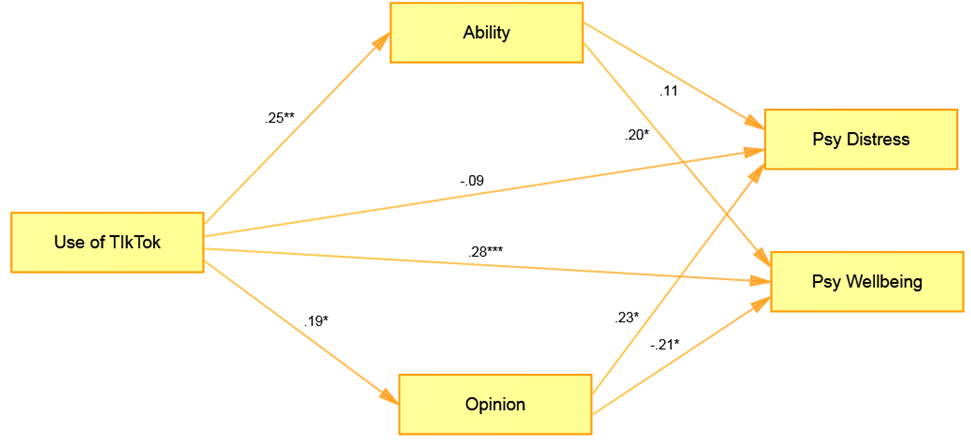 Ability
.11
.25**
.20*
Psy Distress
-.09
Use of TIkTok
.28***
Psy Wellbeing
.19*
.23*
-.21*
Opinion